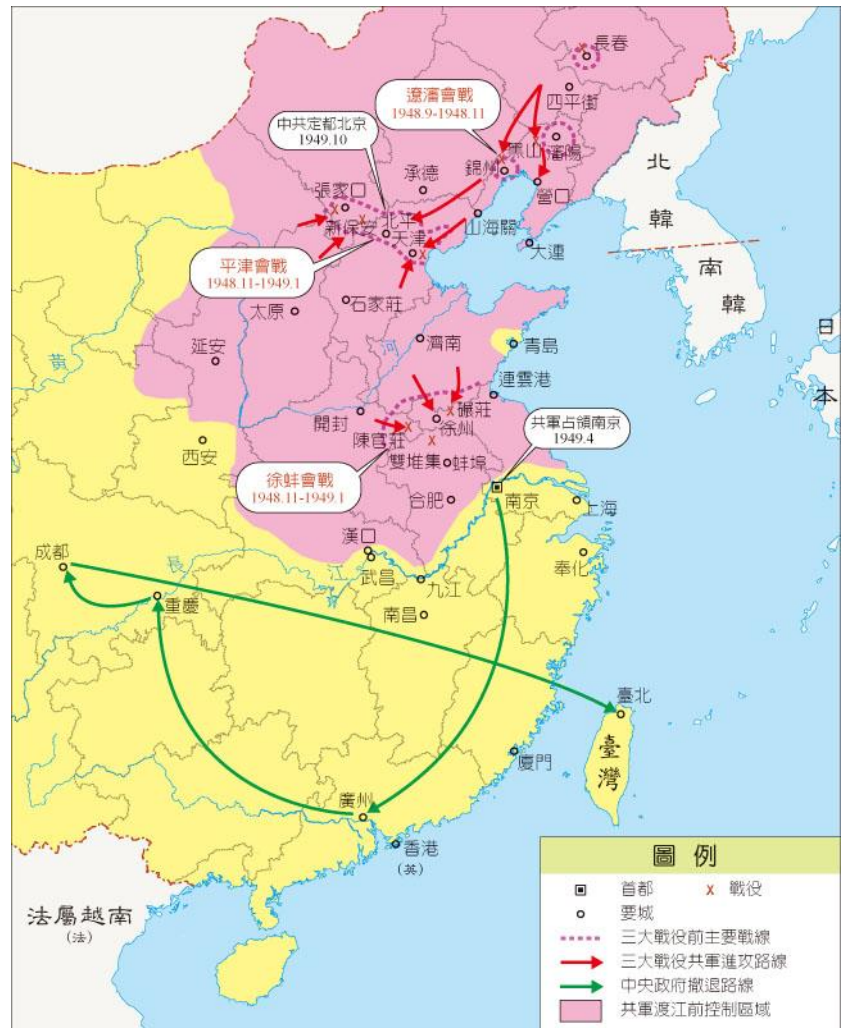 長春
四平街
遼瀋會戰
1948.9-1948.11
中共定都北京
1949.10
黑山
瀋陽
錦州
營口
承德
張家口
新保安
北平
天津
山海關
大連
北韓
南韓
日本
平津會戰
1948.11-1949.1
石家莊
太原
延安
黃
河
濟南
青島
連雲港
開封
碾莊
徐州
陳官莊
雙堆集
蚌埠
共軍占領南京
1949.4
西安
徐蚌會戰
1948.11-1949.1
合肥
南京
上海
漢口
武昌
長
江
九江
奉化
成都
重慶
南昌
臺北
臺灣
廈門
廣州
香港
(英)
法屬越南
(法)
圖例
首都
戰役
要城
三大戰役前主要戰線
三大戰役共軍進攻路線
中央政府撤退路線
共軍渡江前控制區域